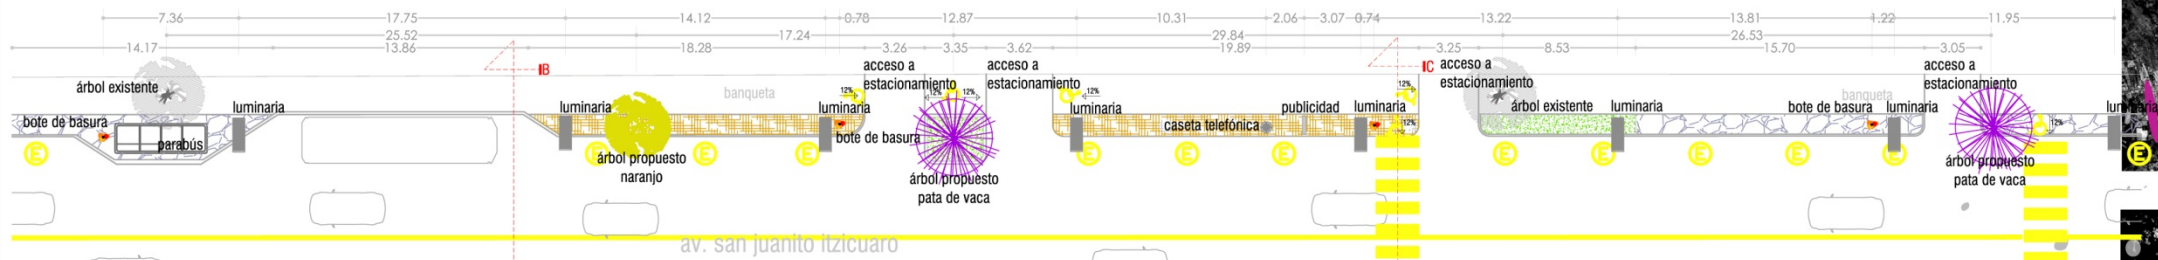 7.36 17.75 14.12 0.78 12.87 10.31 2.06 3.07 0.74 13.22 13.81 1.22 11.95
25.52 17.24 29.84 26.53
14.17 13.86 18.28 3.26 3.35 3.62 19.89 3.25 8.53 15.70 3.05
B
C
acceso a
estacionamiento
acceso a
estacionamiento
acceso a
estacionamiento
acceso a
estacionamiento
árbol existente
banqueta
12%
12%
12%
12%
12%
banqueta
bote de basura
luminaria
luminaria
luminaria
luminaria
publicidad
luminaria
árbol existente
luminaria
bote de basura
luminaria
parabús
bote de basura
caseta telefónica
12%
12%
E E E E E E E E E E E E E
árbol propuesto
naranjo
árbol propuesto
pata de vaca
árbol propuesto
pata de vaca
av. san juanito itzicuaro